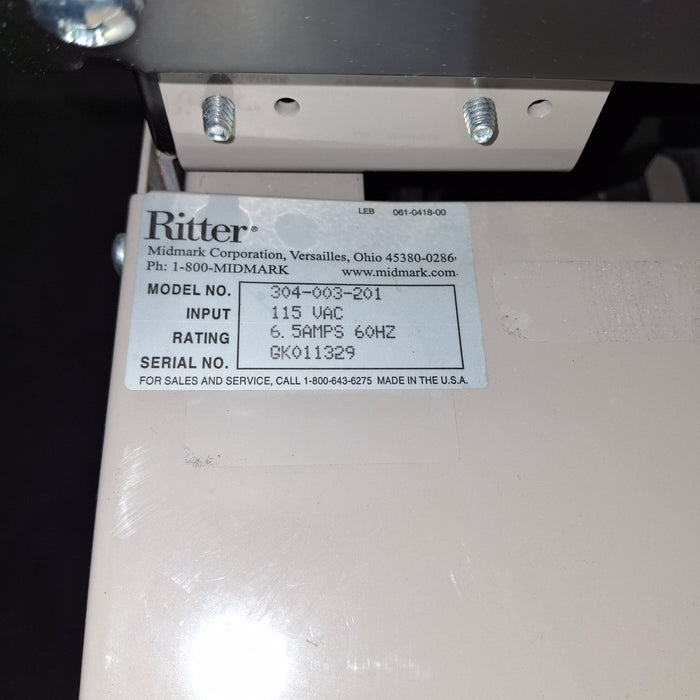 LEB 061-0418-00
Ritter®
Midmark Corporation, Versailles, Ohio 45380-0286
Ph: 1-800-MIDMARK www.midmark.com
MODEL NO. 304-003-201
INPUT 115 VAC
RATING 6.5AMPS 60HZ
SERIAL NO. GK011329
FOR SALES AND SERVICE, CALL 1-800-643-6275 MADE IN THE U.S.A.